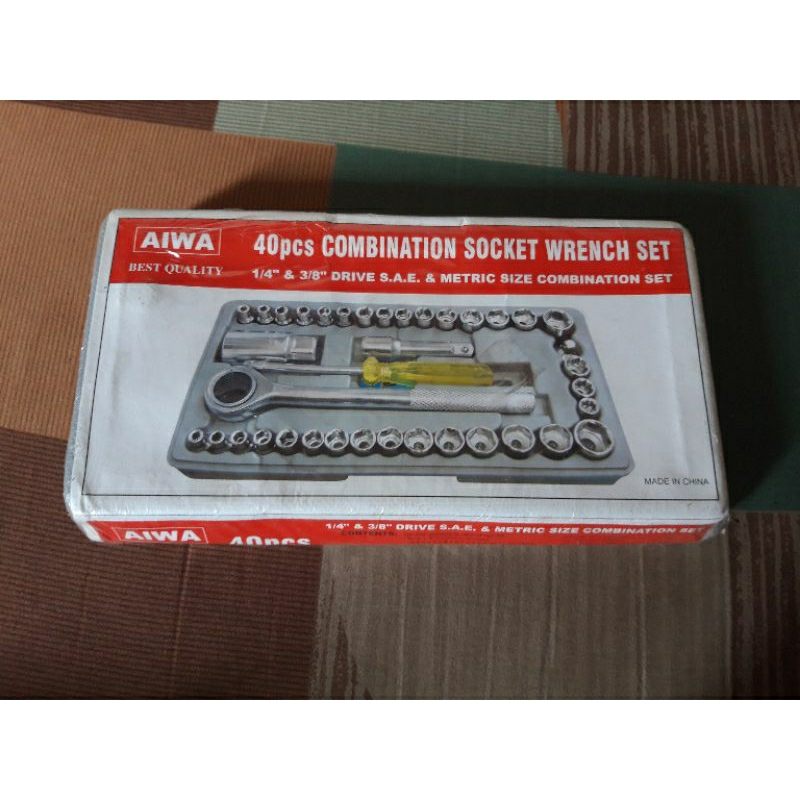 AIWA
BEST QUALITY
40pcs COMBINATION SOCKET WRENCH SET
1/4" & 3/8" DRIVE S.A.E. & METRIC SIZE COMBINATION SET
MADE IN CHINA
AIWA
40pcs
1/4" & 3/8" DRIVE S.A.E. & METRIC SIZE COMBINATION SET
CONTENTS: